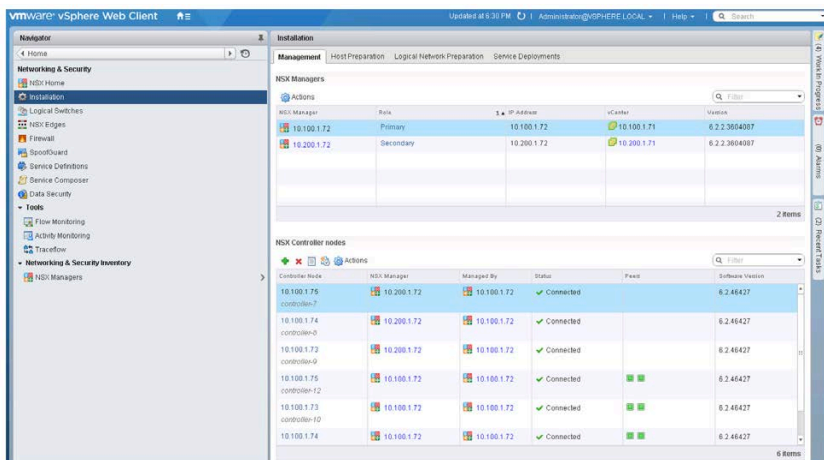 vmware® vSphere Web Client
Updated at 6:30 PM | Administrator@VSPHERE.LOCAL | Help | Search
Navigator
Home
Networking & Security
NSX Home
Installation
Logical Switches
NSX Edges
Firewall
SpoofGuard
Service Definitions
Service Composer
Data Security
Tools
Flow Monitoring
Activity Monitoring
Traceflow
Networking & Security Inventory
NSX Managers
Installation
Management Host Preparation Logical Network Preparation Service Deployments
NSX Managers
Actions Filter
NSX Manager Role 1 IP Address vCenter Version
10.100.1.72 Primary 10.100.1.72 10.100.1.71 6.2.2.3604087
10.200.1.72 Secondary 10.200.1.72 10.200.1.71 6.2.2.3604087
2 items
NSX Controller nodes
Actions Filter
Controller Node NSX Manager Managed By Status Software Version
10.100.1.75 10.200.1.72 10.100.1.72 Connected 6.2.46427
controller-7
10.100.1.74 10.200.1.72 10.100.1.72 Connected 6.2.46427
10.100.1.73 10.200.1.72 10.100.1.72 Connected 6.2.46427
controller-9
10.100.1.75 10.100.1.72 10.100.1.72 Connected 6.2.46427
controller-12
10.100.1.73 10.100.1.72 10.100.1.72 Connected 6.2.46427
controller-10
10.100.1.74 10.100.1.72 10.100.1.72 Connected 6.2.46427
6 items
(4) Work In Progress
(0) Alarms
(2) Recent Tasks